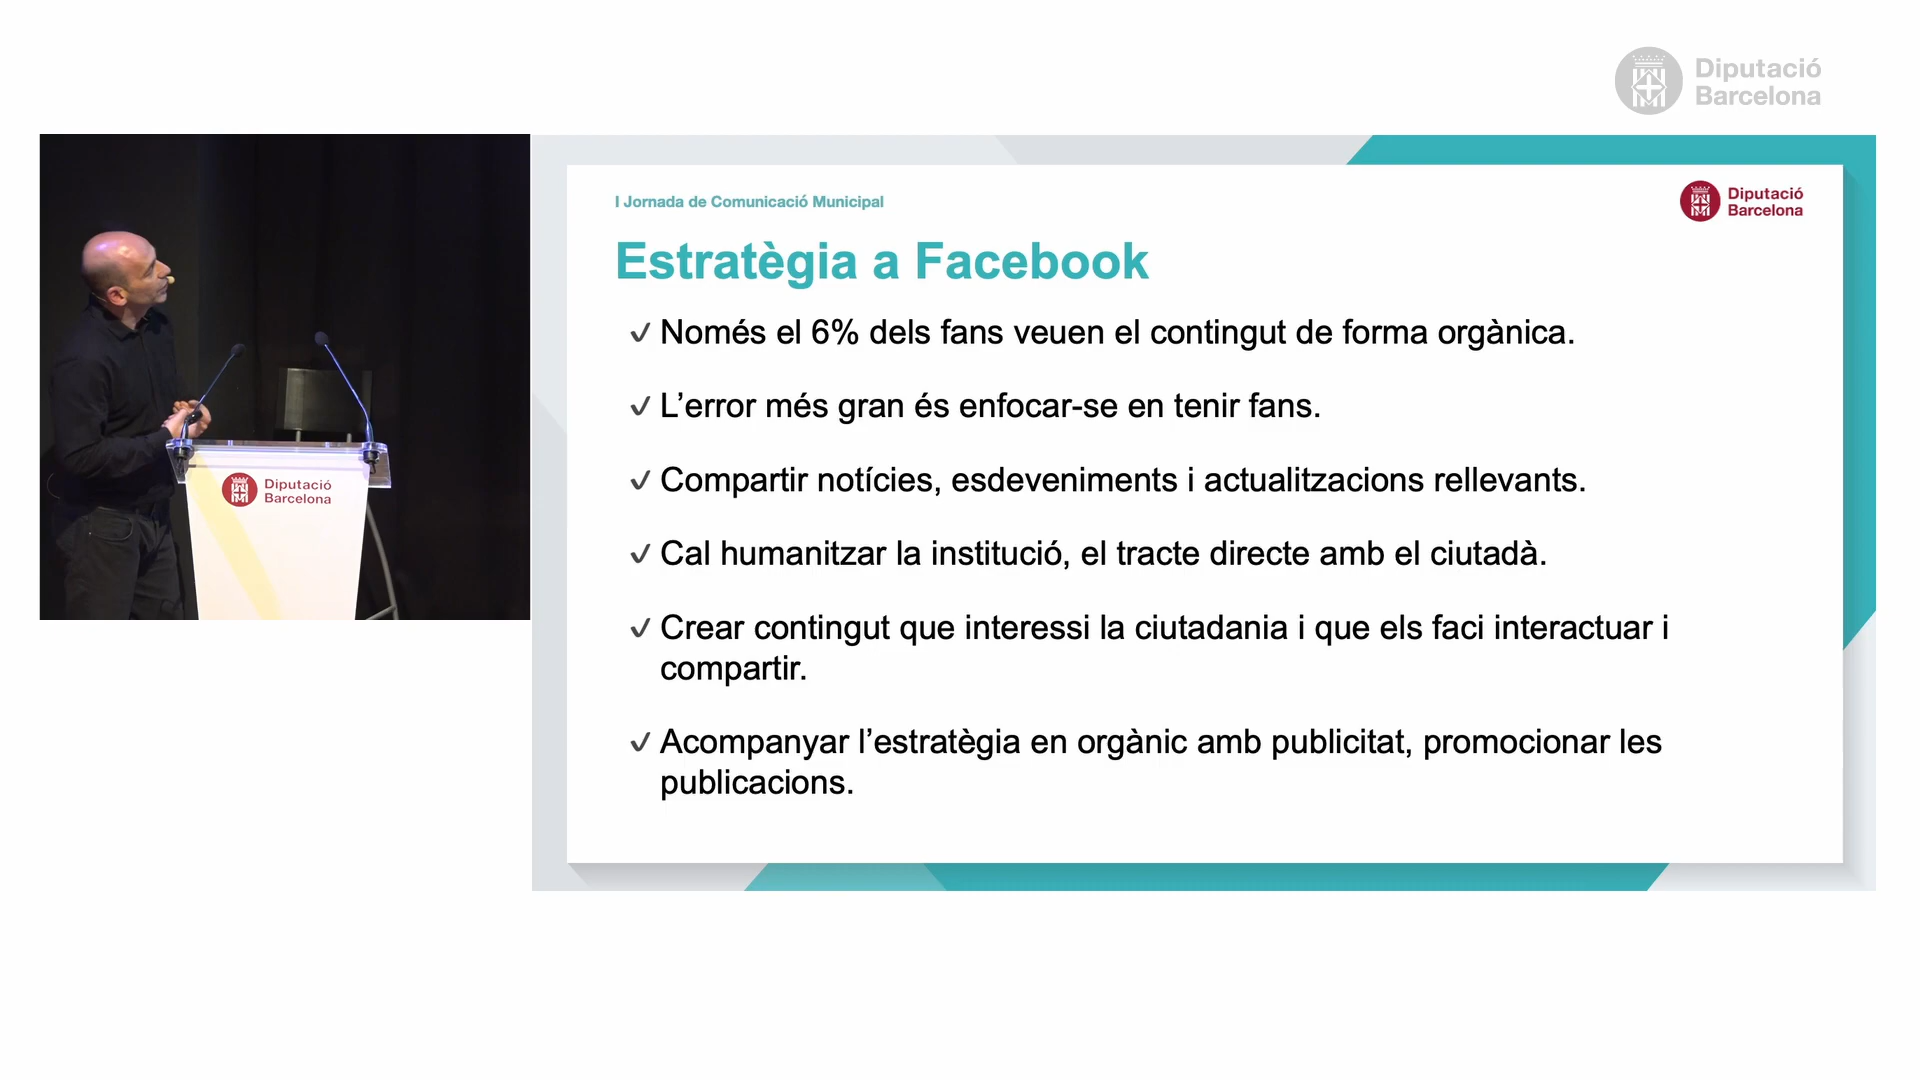 Diputació
Barcelona
I Jornada de Comunicació Municipal
Diputació
Barcelona
Estratègia a Facebook
✓ Només el 6% dels fans veuen el contingut de forma orgànica.
✓ L’error més gran és enfocar-se en tenir fans.
✓ Compartir notícies, esdeveniments i actualitzacions rellevants.
✓ Cal humanitzar la institució, el tracte directe amb el ciutadà.
✓ Crear contingut que interessi la ciutadania i que els faci interactuar i
compartir.
✓ Acompanyar l’estratègia en orgànic amb publicitat, promocionar les
publicacions.
Diputació
Barcelona